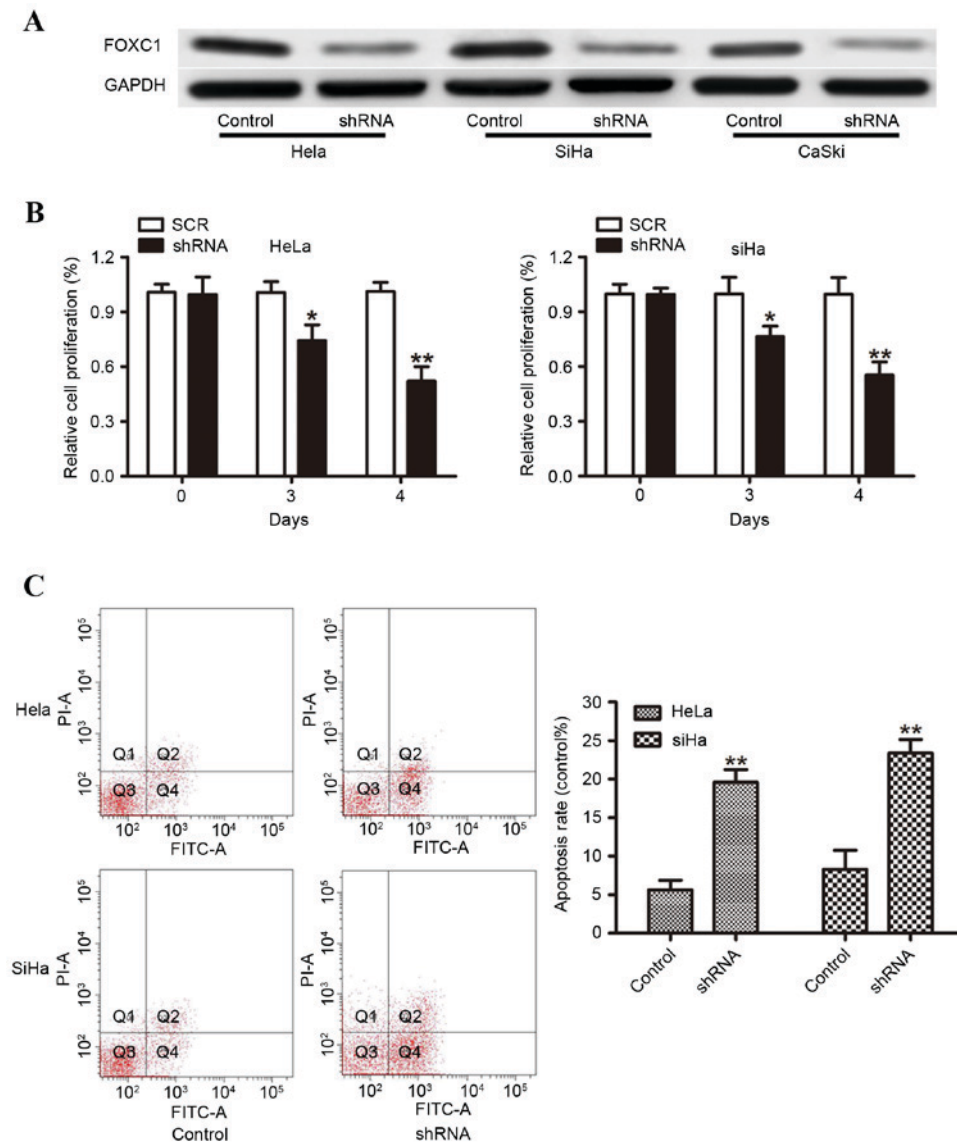 A
FOXC1
GAPDH
Control shRNA Control shRNA Control shRNA
Hela SiHa CaSki
B
SCR
shRNA
HeLa
Relative cell proliferation (%)
1.2
0.9
0.6
0.3
0.0
*
**
0 3 4
Days
SCR
shRNA
siHa
Relative cell proliferation (%)
1.2
0.9
0.6
0.3
0.0
*
**
0 3 4
Days
C
Hela
PI-A
10⁵
10⁴
10³
10²
Q1 Q2
Q3 Q4
10² 10³ 10⁴ 10⁵
FITC-A
PI-A
10⁵
10⁴
10³
10²
Q1 Q2
Q3 Q4
10² 10³ 10⁴ 10⁵
FITC-A
SiHa
PI-A
10⁵
10⁴
10³
10²
Q1 Q2
Q3 Q4
10² 10³ 10⁴ 10⁵
FITC-A
Control
PI-A
10⁵
10⁴
10³
10²
Q1 Q2
Q3 Q4
10² 10³ 10⁴ 10⁵
FITC-A
shRNA
Apoptosis rate (control%)
30
25
20
15
10
5
0
HeLa
siHa
** **
Control shRNA Control shRNA